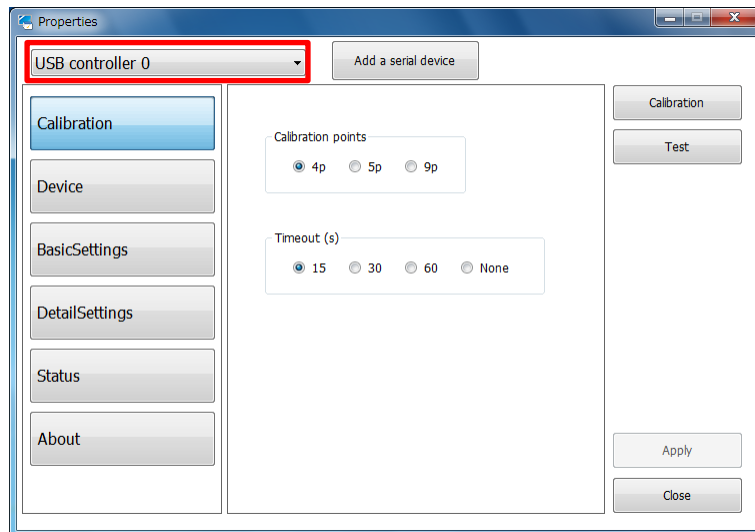 Properties
USB controller 0
Add a serial device
Calibration
Device
BasicSettings
DetailSettings
Status
About
Calibration points
4p 5p 9p
Timeout (s)
15 30 60 None
Calibration
Test
Apply
Close